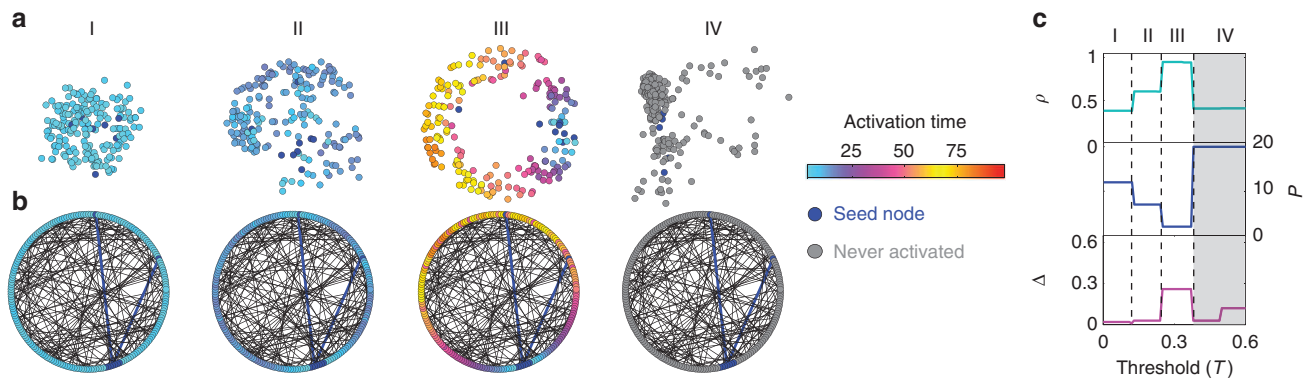 a
I
II
III
IV
b
Activation time
25
50
75
Seed node
Never activated
c
I
II
III
IV
1
0.5
0
ρ
20
10
0
P
0.6
0.3
0
Δ
0
0.3
0.6
Threshold (T)